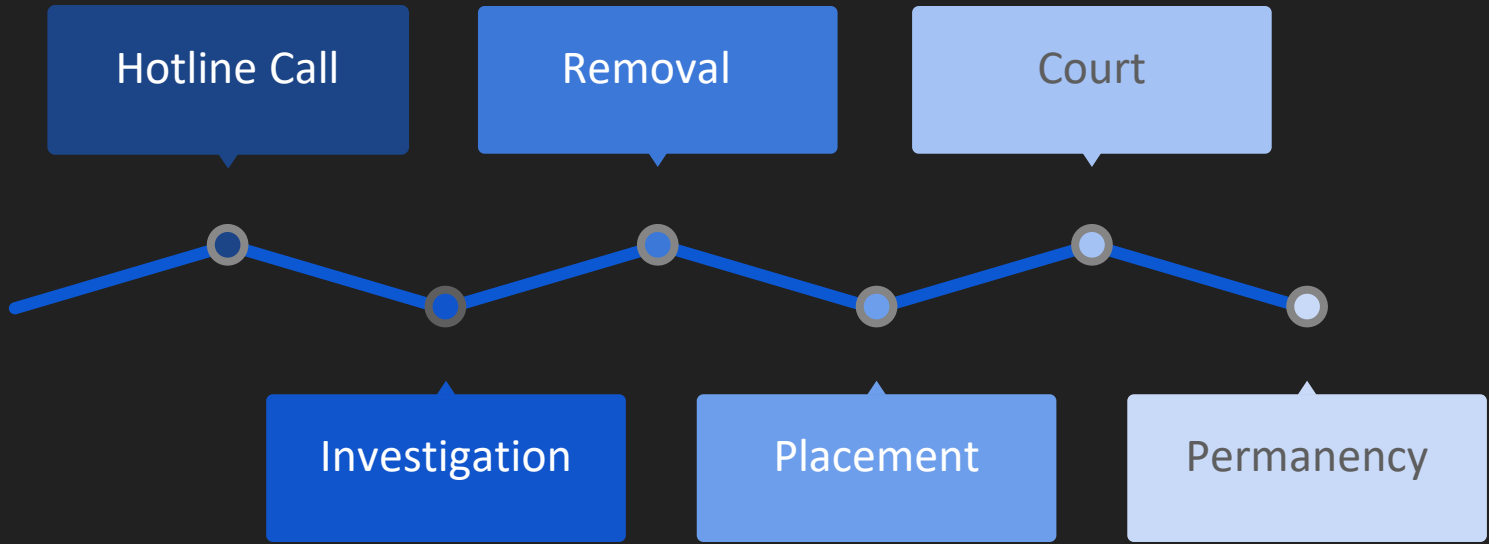 Hotline Call
Removal
Court
Investigation
Placement
Permanency